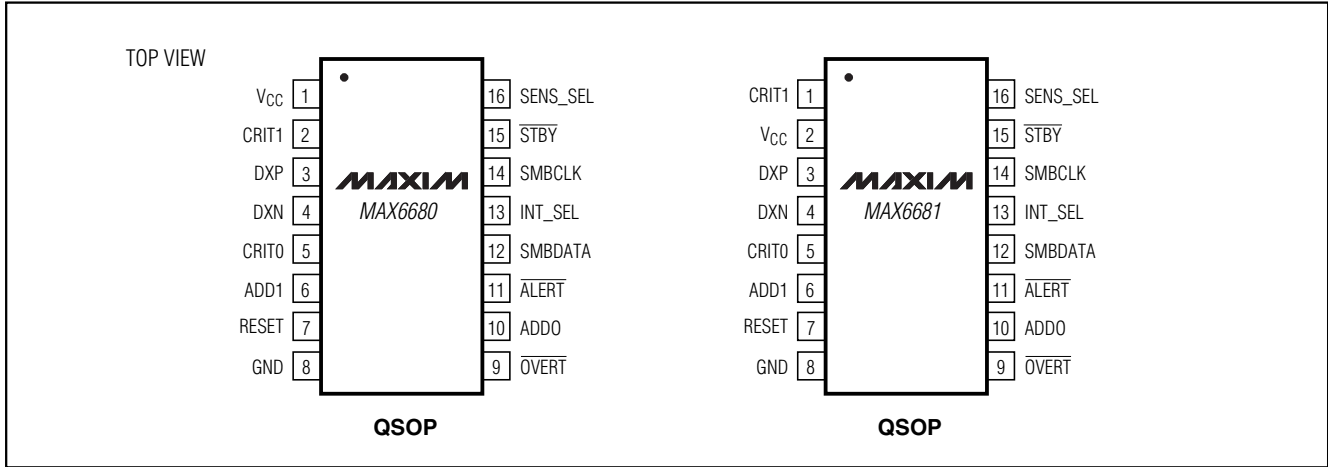 TOP VIEW
VCC 1
CRIT1 2
DXP 3
DXN 4
CRIT0 5
ADD1 6
RESET 7
GND 8
MAXIM
MAX6680
16 SENS_SEL
15 STBY
14 SMBCLK
13 INT_SEL
12 SMBDATA
11 ALERT
10 ADDO
9 OVERT
QSOP
CRIT1 1
VCC 2
DXP 3
DXN 4
CRIT0 5
ADD1 6
RESET 7
GND 8
MAXIM
MAX6681
16 SENS_SEL
15 STBY
14 SMBCLK
13 INT_SEL
12 SMBDATA
11 ALERT
10 ADDO
9 OVERT
QSOP